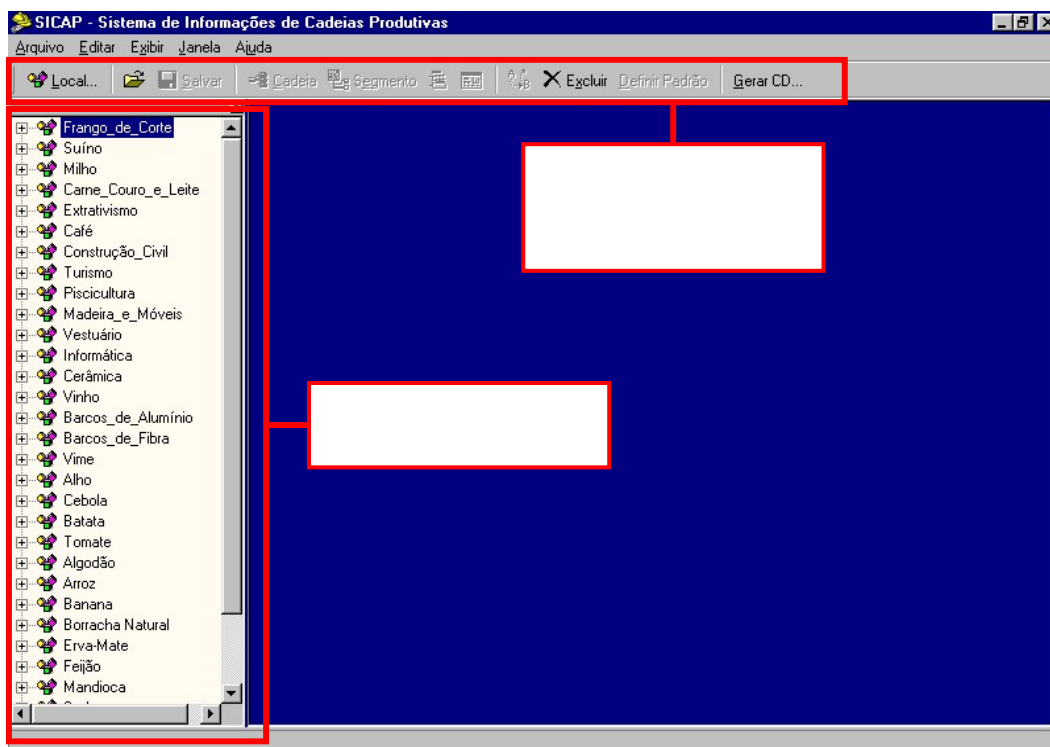 SICAP - Sistema de Informações de Cadeias Produtivas
Arquivo Editar Exibir Janela Ajuda
Local... Salvar Cadeia Segmento Excluir Definir Padrão Gerar CD...
Frango_de_Corte
Suíno
Milho
Carne_Couro_e_Leite
Extrativismo
Café
Construção_Civil
Turismo
Piscicultura
Madeira_e_Móveis
Vestuário
Informática
Cerâmica
Vinho
Barcos_de_Alumínio
Barcos_de_Fibra
Vime
Alho
Cebola
Batata
Tomate
Algodão
Arroz
Banana
Borracha Natural
Erva-Mate
Feijão
Mandioca